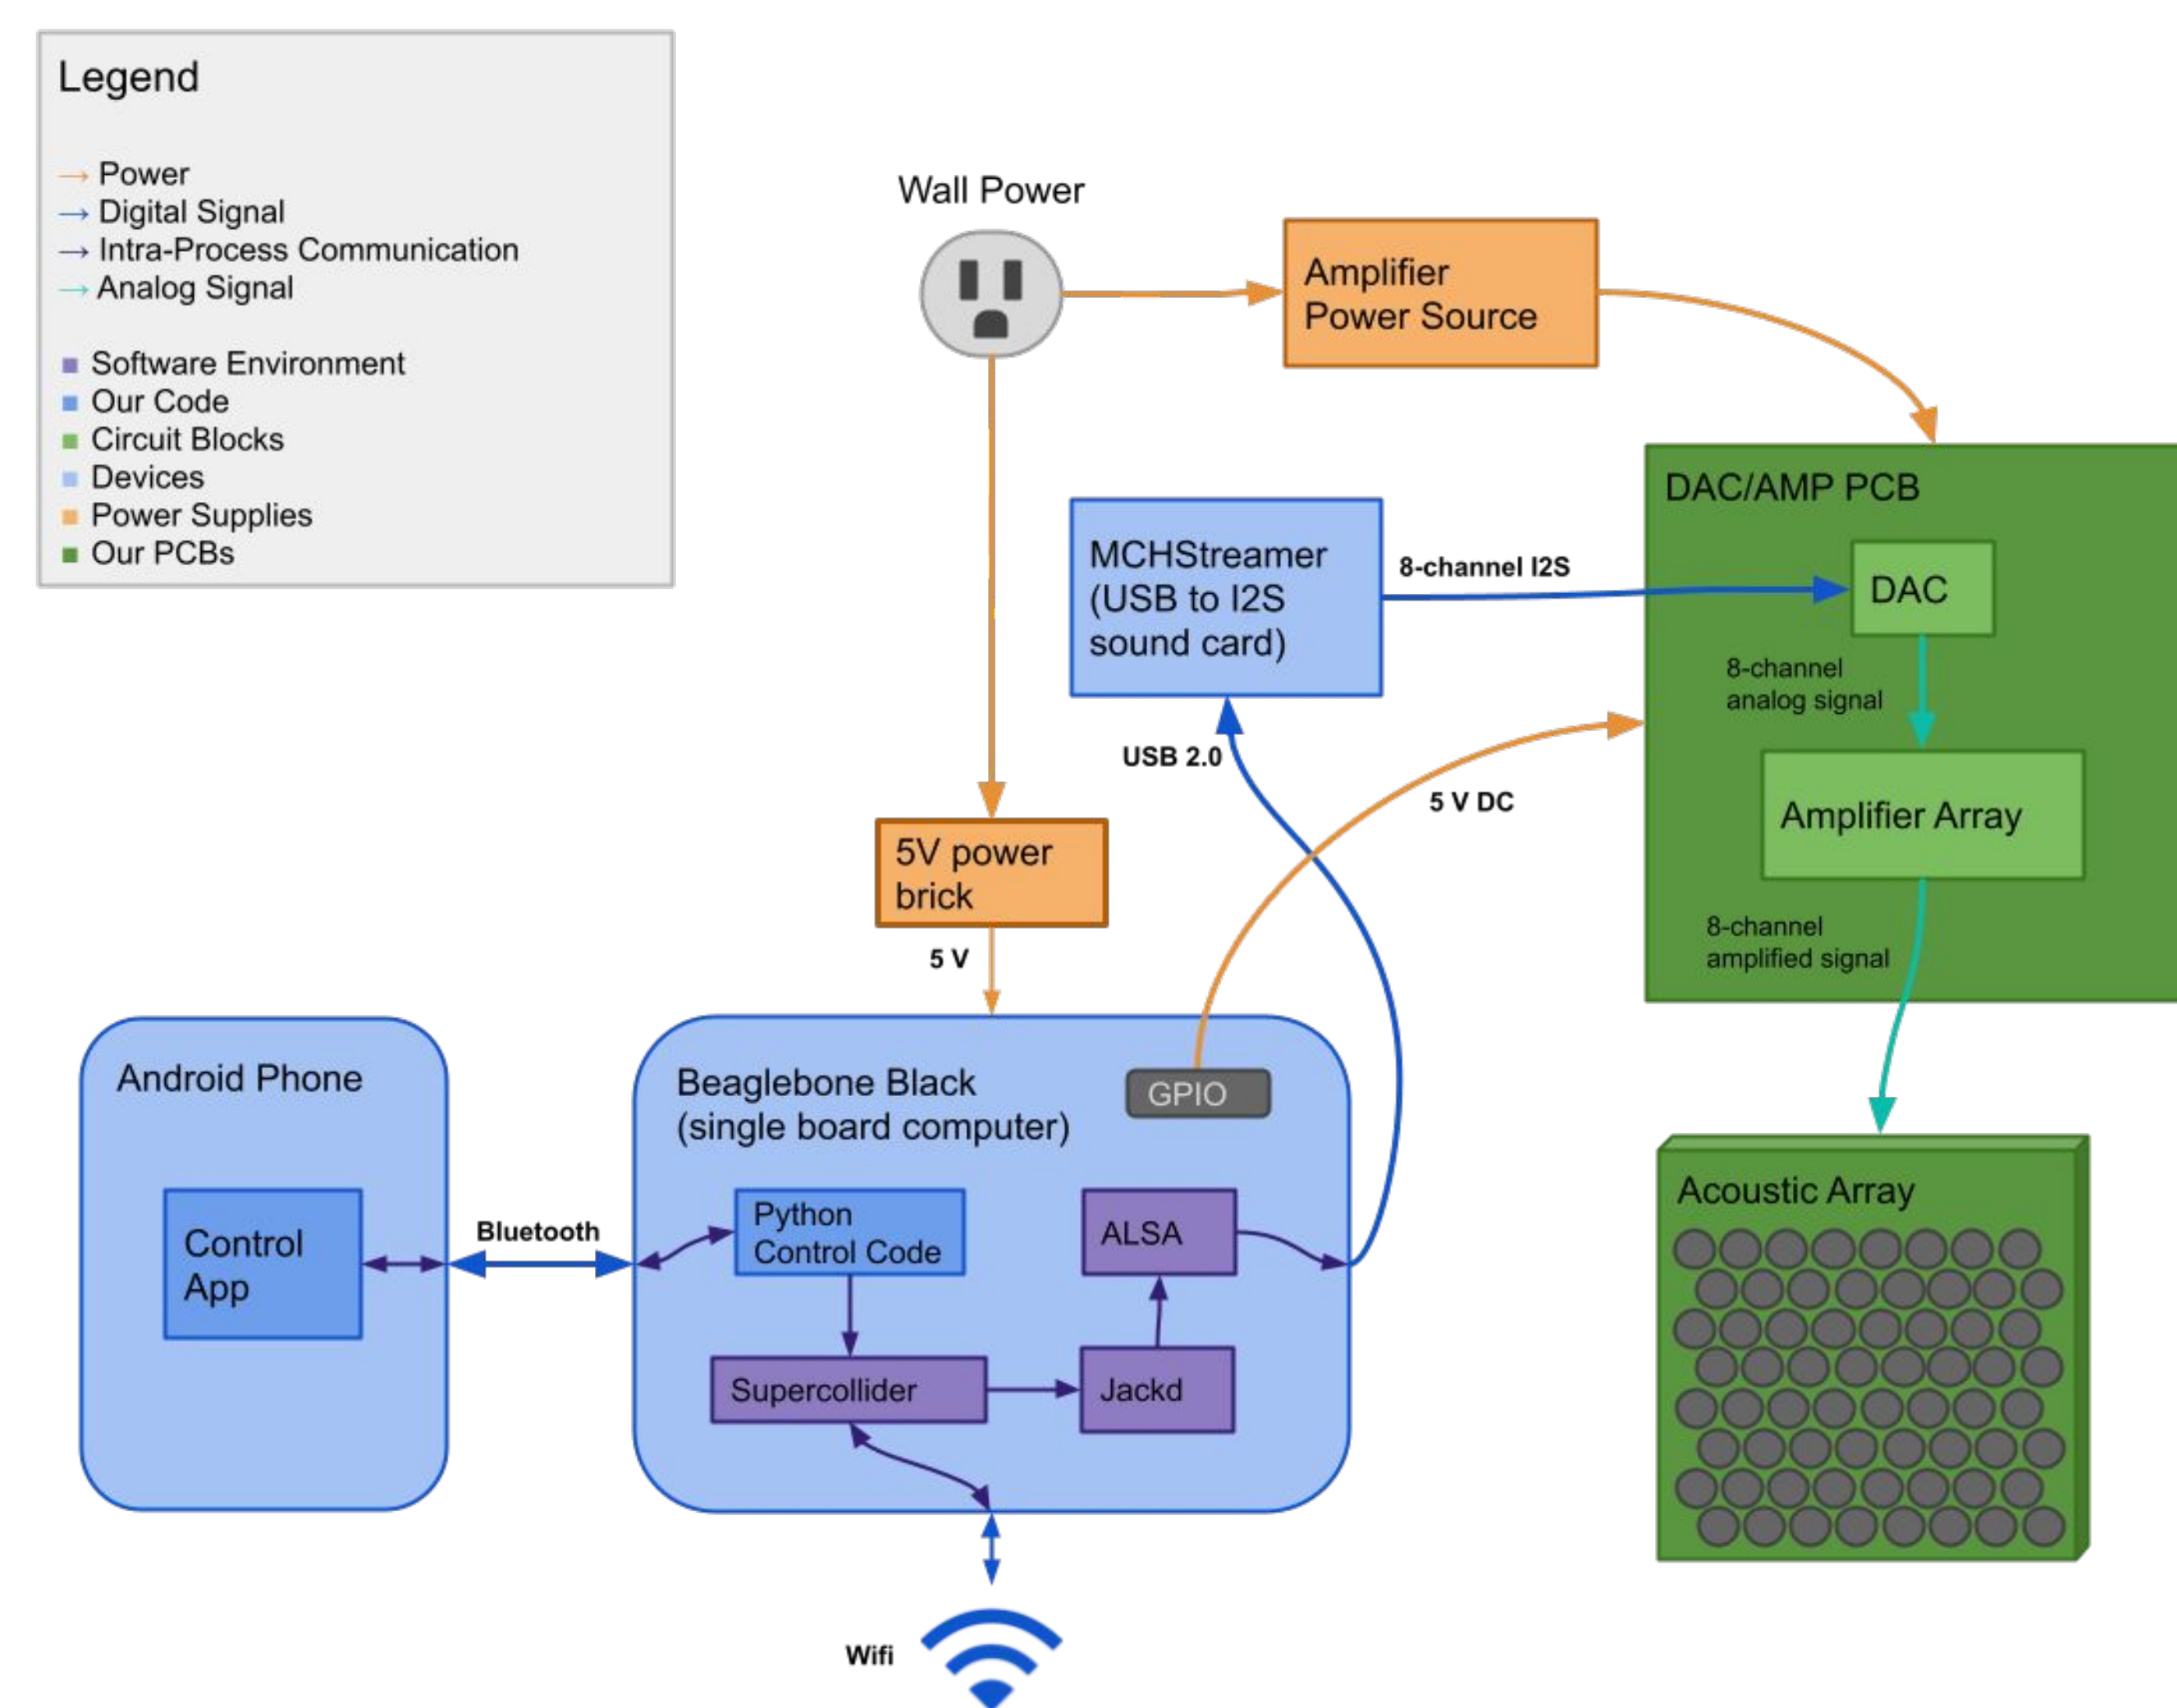 Legend
→ Power
→ Digital Signal
→ Intra-Process Communication
→ Analog Signal
Software Environment
Our Code
Circuit Blocks
Devices
Power Supplies
Our PCBs
Wall Power
Amplifier
Power Source
DAC/AMP PCB
MCHStreamer
(USB to I2S
sound card)
8-channel I2S
DAC
8-channel
analog signal
USB 2.0
5 V DC
Amplifier Array
5V power
brick
8-channel
amplified signal
5 V
Android Phone
Beaglebone Black
(single board computer)
GPIO
Control
App
Bluetooth
Python
Control Code
ALSA
Supercollider
Jackd
Acoustic Array
Wifi